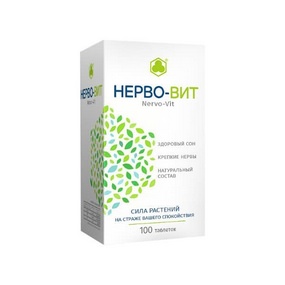 НЕРВО-ВИТ
Nervo-Vit
ЗДОРОВЫЙ СОН
КРЕПКИЕ НЕРВЫ
НАТУРАЛЬНЫЙ
СОСТАВ
СИЛА РАСТЕНИЙ
НА СТРАЖЕ ВАШЕГО СПОКОЙСТВИЯ
100 таблеток